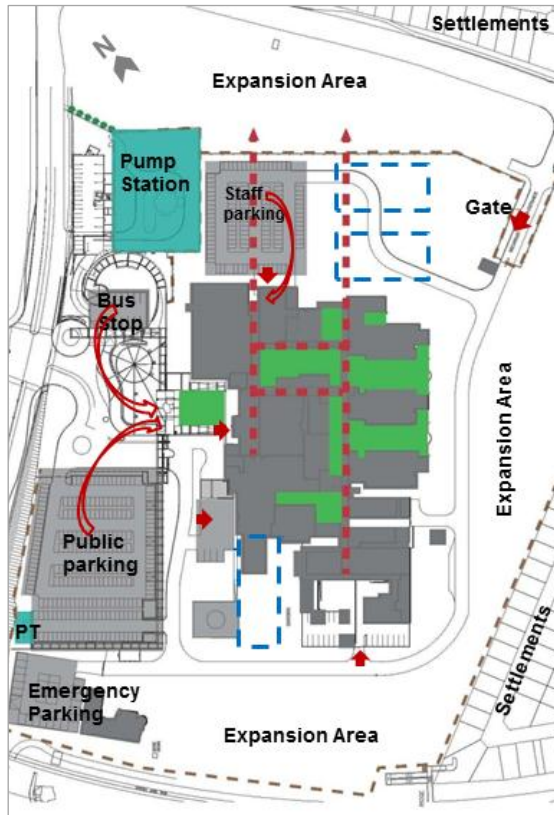 Settlements
N
Expansion Area
Pump
Station
Staff
parking
Gate
Bus
Stop
Expansion Area
Public
parking
PT
Settlements
Emergency
Parking
Expansion Area